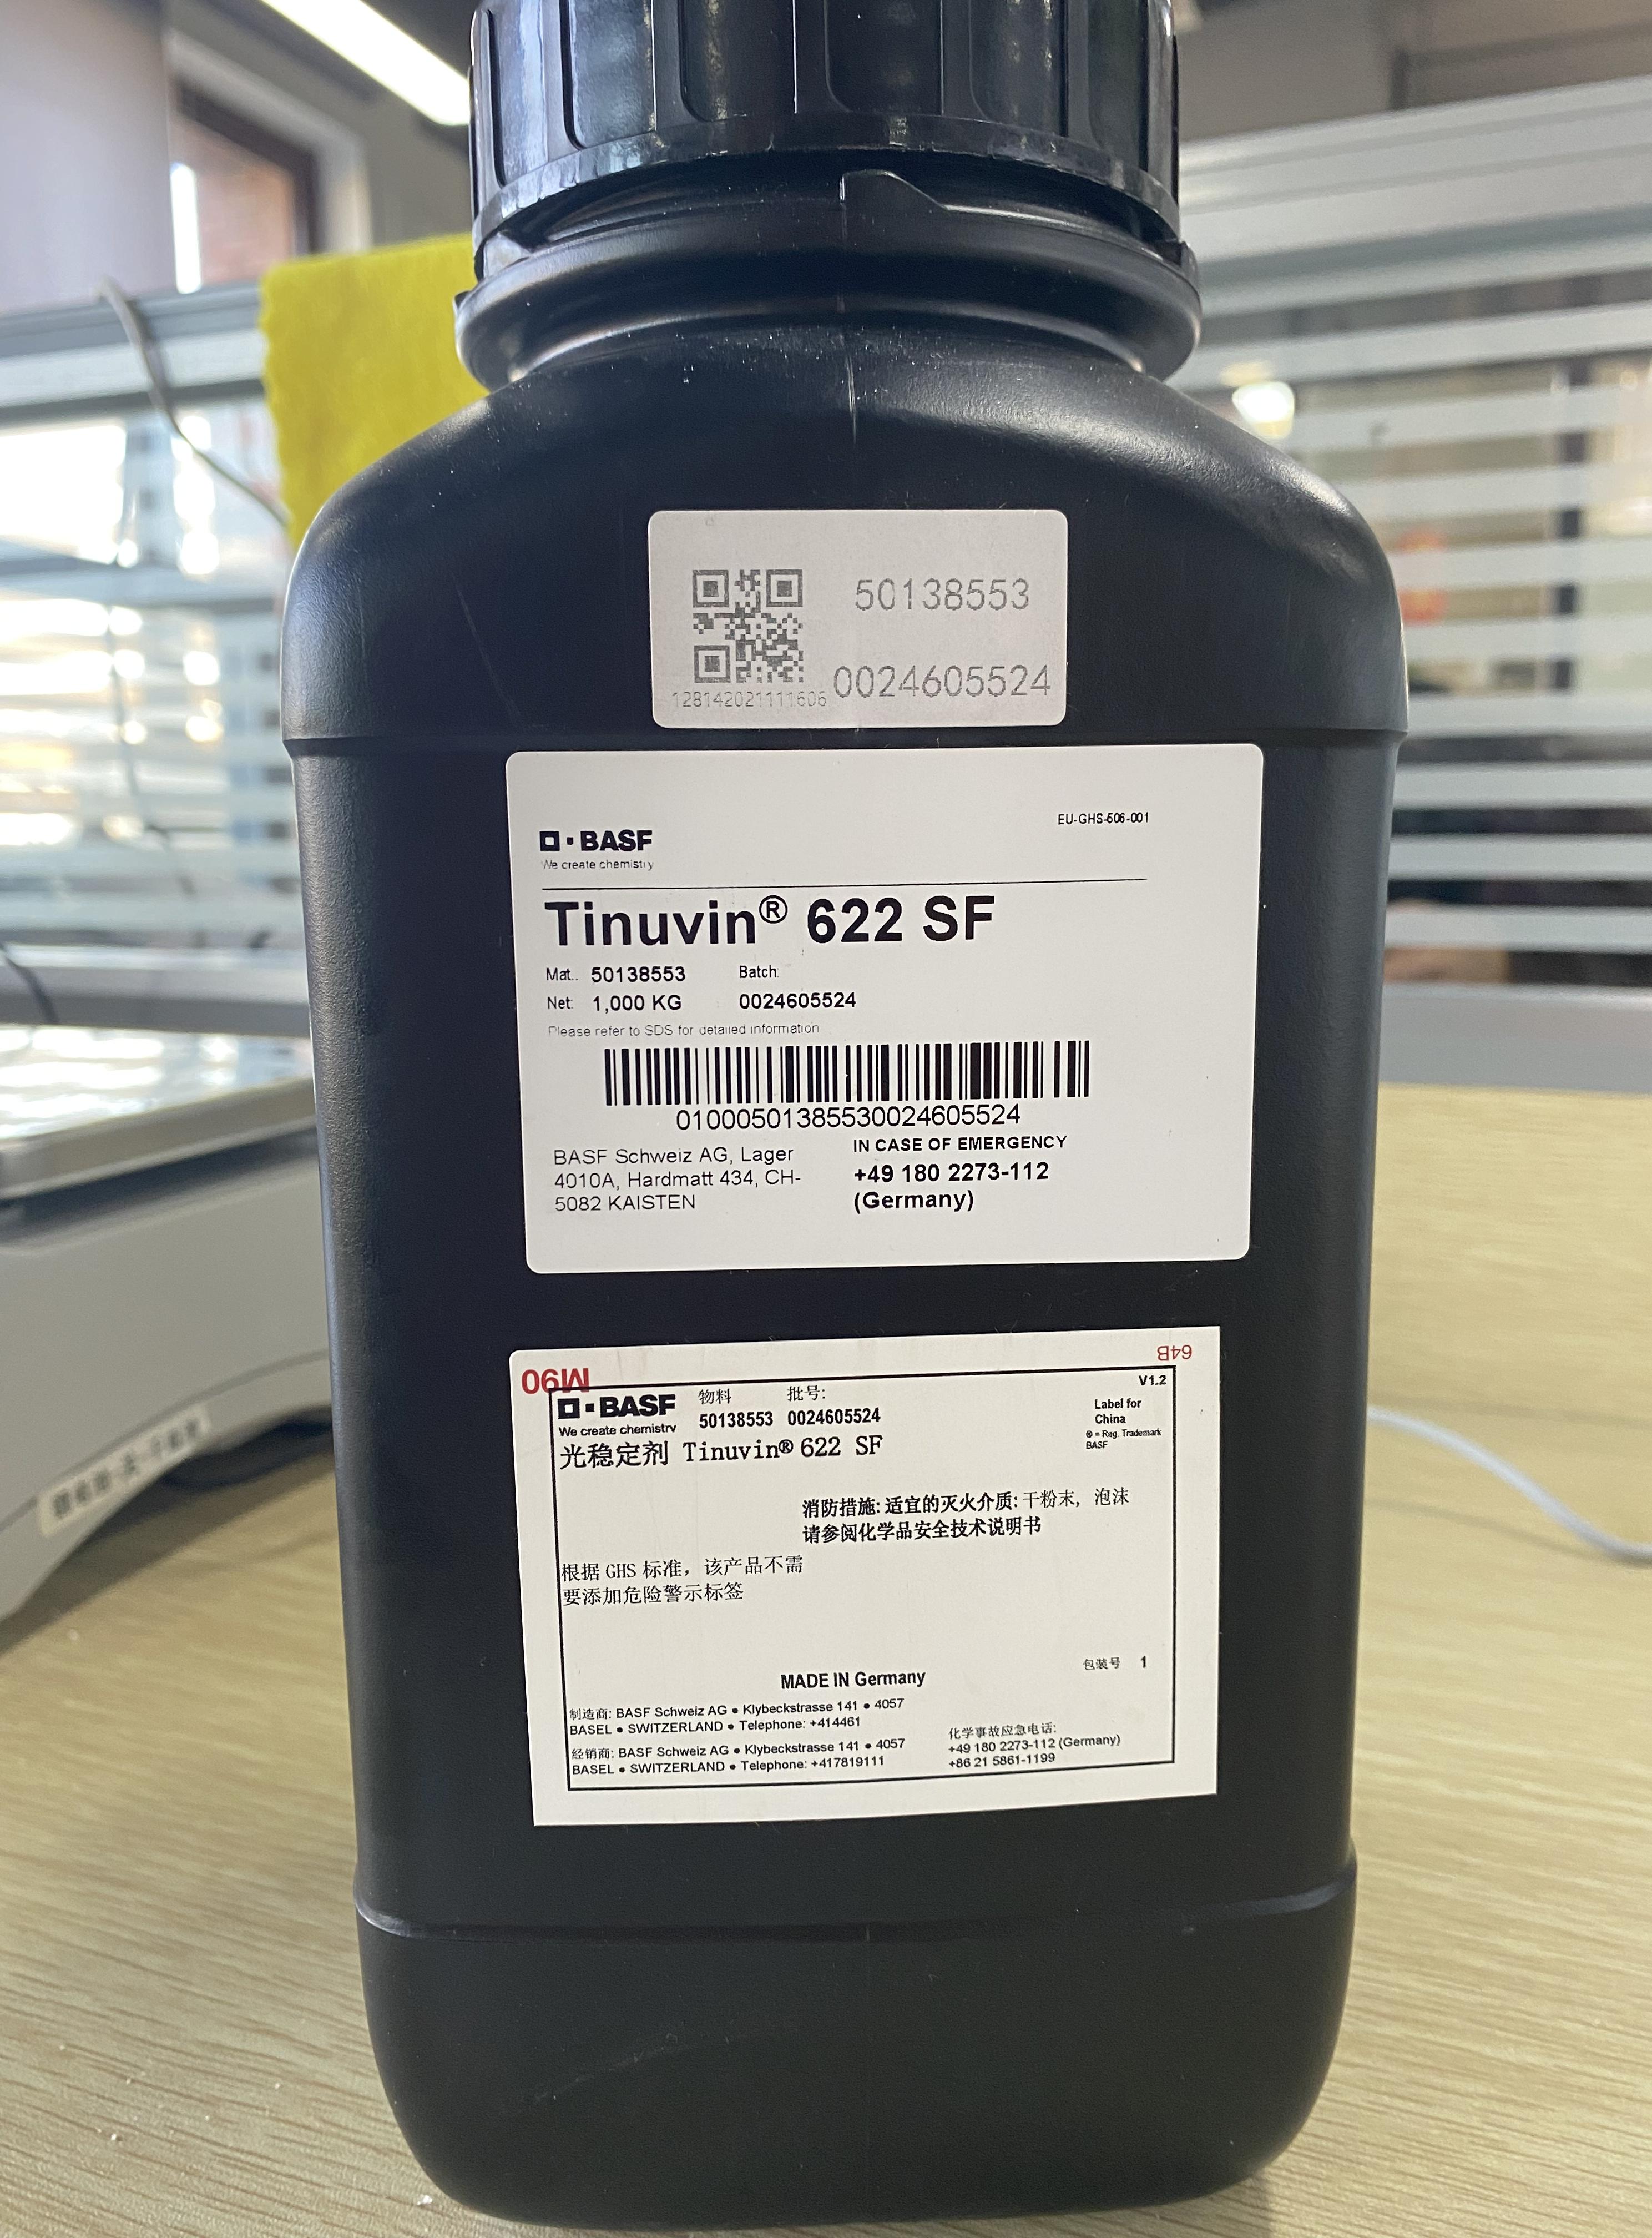 50138553
0024605524
128142021111606
EU-GHS-506-001
BASF
We create chemistry
Tinuvin® 622 SF
Mat.: 50138553 Batch:
Net: 1,000 KG 0024605524
Please refer to SDS for detailed information
01000501385530024605524
BASF Schweiz AG, Lager
4010A, Hardmatt 434, CH-
5082 KAISTEN
IN CASE OF EMERGENCY
+49 180 2273-112
(Germany)
M90
64B
V1.2
BASF
We create chemistry
物料 批号:
50138553 0024605524
Label for
China
® = Reg. Trademark
BASF
光稳定剂 Tinuvin® 622 SF
消防措施: 适宜的灭火介质: 干粉末, 泡沫
请参阅化学品安全技术说明书
根据 GHS 标准, 该产品不需
要添加危险警示标签
包装号 1
MADE IN Germany
制造商: BASF Schweiz AG ● Klybeckstrasse 141 ● 4057
BASEL ● SWITZERLAND ● Telephone: +414461
经销商: BASF Schweiz AG ● Klybeckstrasse 141 ● 4057
BASEL ● SWITZERLAND ● Telephone: +417819111
化学事故应急电话:
+49 180 2273-112 (Germany)
+86 21 5861-1199